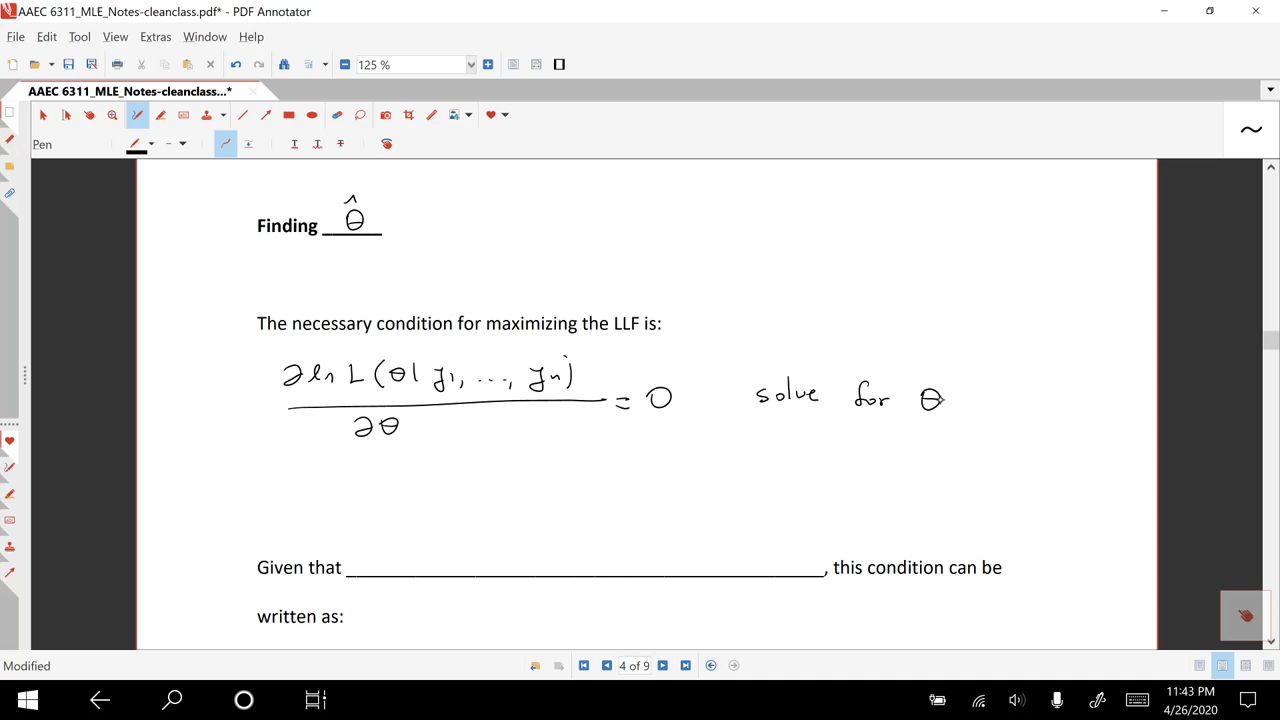 AAEC 6311_MLE_Notes-cleanclass.pdf* - PDF Annotator
File Edit Tool View Extras Window Help
125 %
AAEC 6311_MLE_Notes-cleanclass...*
Pen
Finding θ̂
The necessary condition for maximizing the LLF is:
∂ ln L (θ| y₁, ..., yₙ)
∂θ
= 0 solve for θ
Given that ____________________, this condition can be
written as:
Modified
4 of 9
11:43 PM
4/26/2020